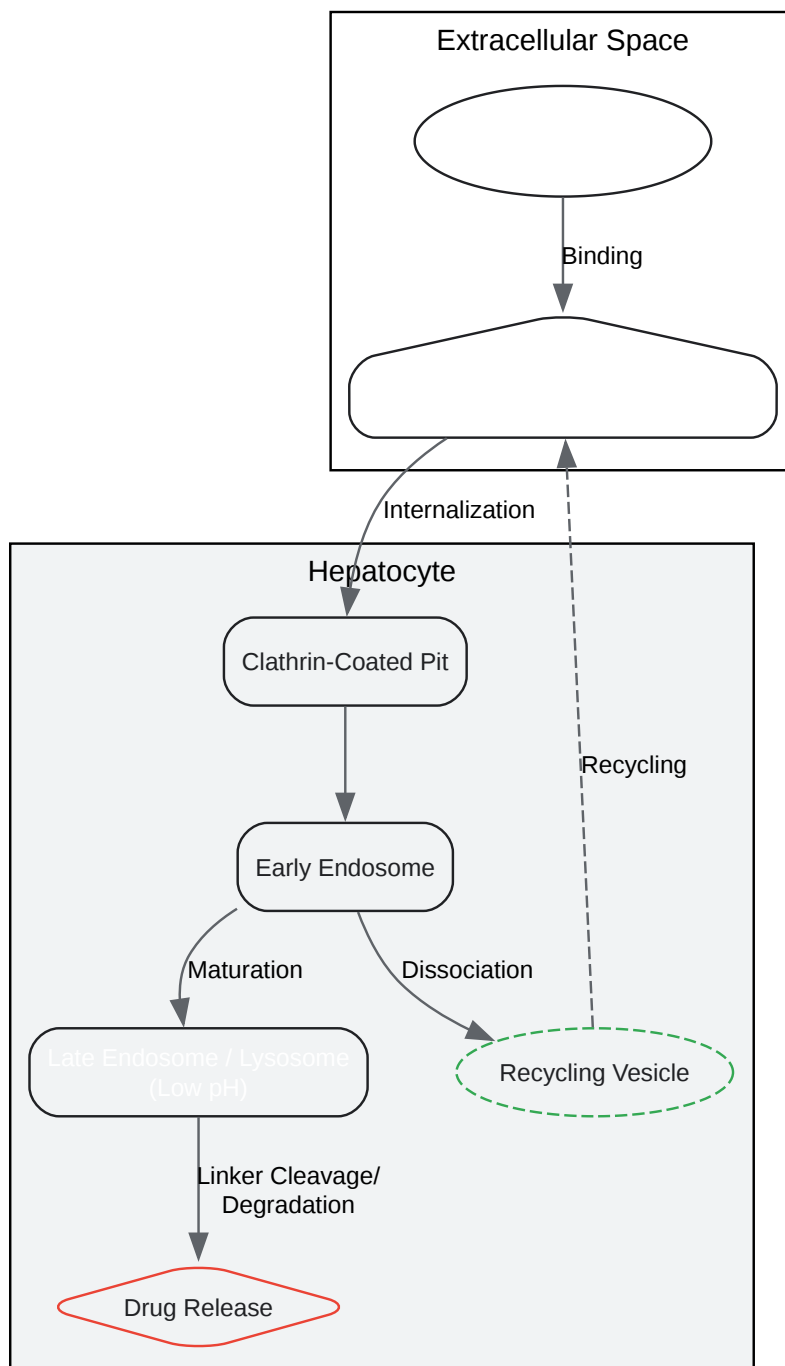 Extracellular Space
Binding
Internalization
Hepatocyte
Clathrin-Coated Pit
Recycling
Early Endosome
Maturation
Dissociation
Late Endosome / Lysosome
(Low pH)
Recycling Vesicle
Linker Cleavage/
Degradation
Drug Release